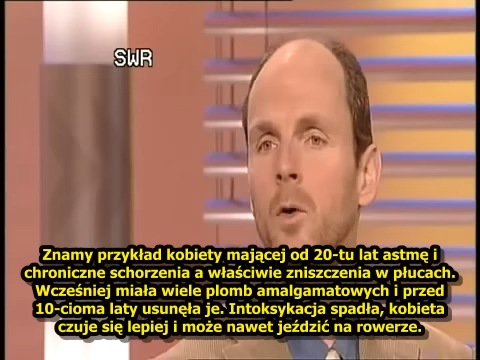 SWR
Znamy przykład kobiety mającej od 20-tu lat astmę i
chroniczne schorzenia a właściwie zniszczenia w płucach.
Wcześniej miała wiele plomb amalgamatowych i przed
10-cioma laty usunęła je. Intoksykacja spadła, kobieta
czuje się lepiej i może nawet jeździć na rowerze.